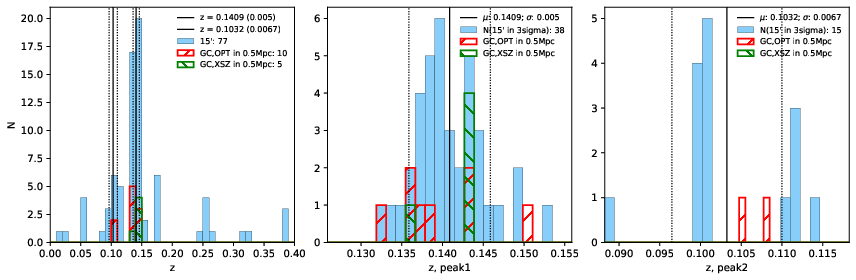 z = 0.1409 (0.005)
z = 0.1032 (0.0067)
15': 77
GC,OPT in 0.5Mpc: 10
GC,XSZ in 0.5Mpc: 5
N
20.0
17.5
15.0
12.5
10.0
7.5
5.0
2.5
0.0
0.00 0.05 0.10 0.15 0.20 0.25 0.30 0.35 0.40
z
μ: 0.1409; σ: 0.005
N(15' in 3sigma): 38
GC,OPT in 0.5Mpc
GC,XSZ in 0.5Mpc
6
5
4
3
2
1
0
0.130 0.135 0.140 0.145 0.150 0.155
z, peak1
μ: 0.1032; σ: 0.0067
N(15' in 3sigma): 15
GC,OPT in 0.5Mpc
GC,XSZ in 0.5Mpc
5
4
3
2
1
0
0.090 0.095 0.100 0.105 0.110 0.115
z, peak2